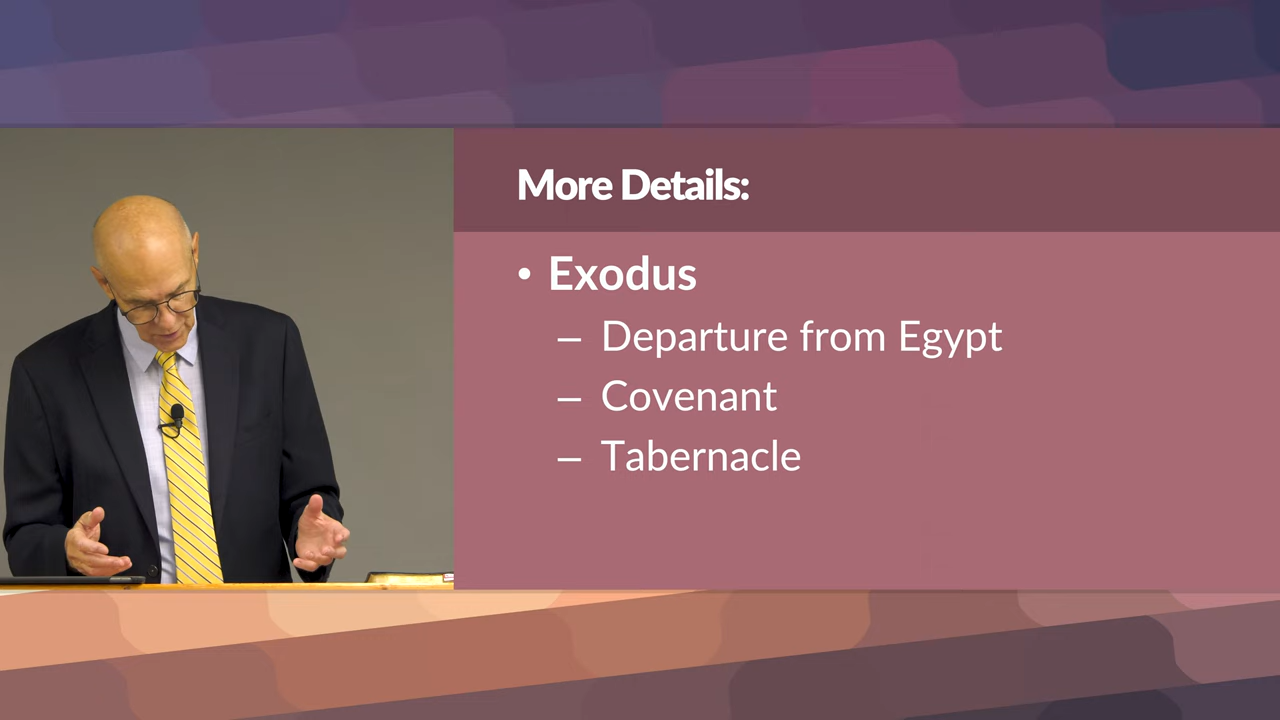 More Details:
• Exodus
– Departure from Egypt
– Covenant
– Tabernacle